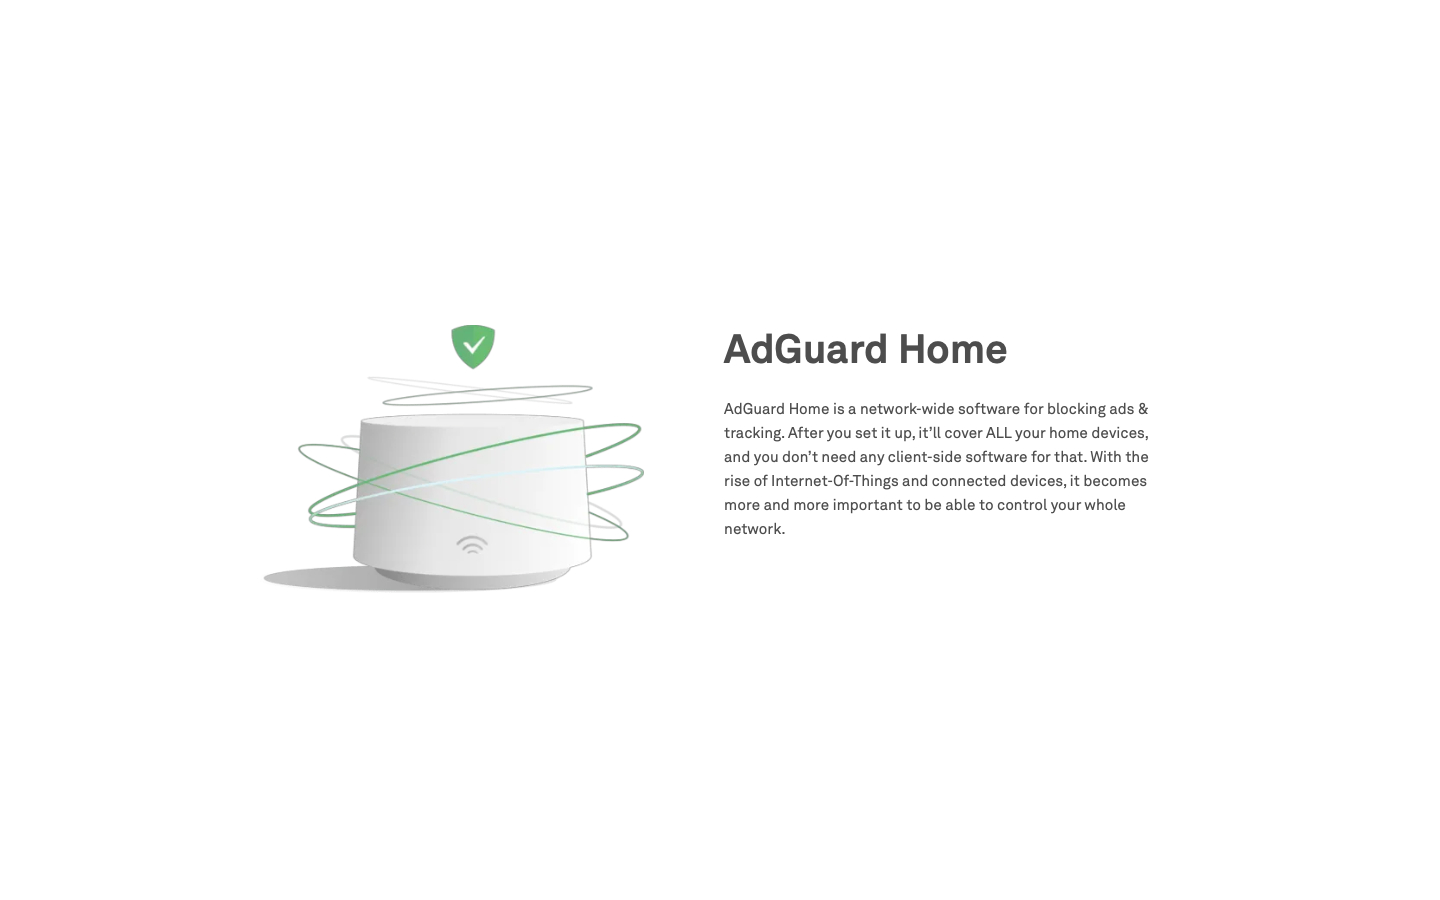 AdGuard Home
AdGuard Home is a network-wide software for blocking ads &
tracking. After you set it up, it’ll cover ALL your home devices,
and you don’t need any client-side software for that. With the
rise of Internet-Of-Things and connected devices, it becomes
more and more important to be able to control your whole
network.